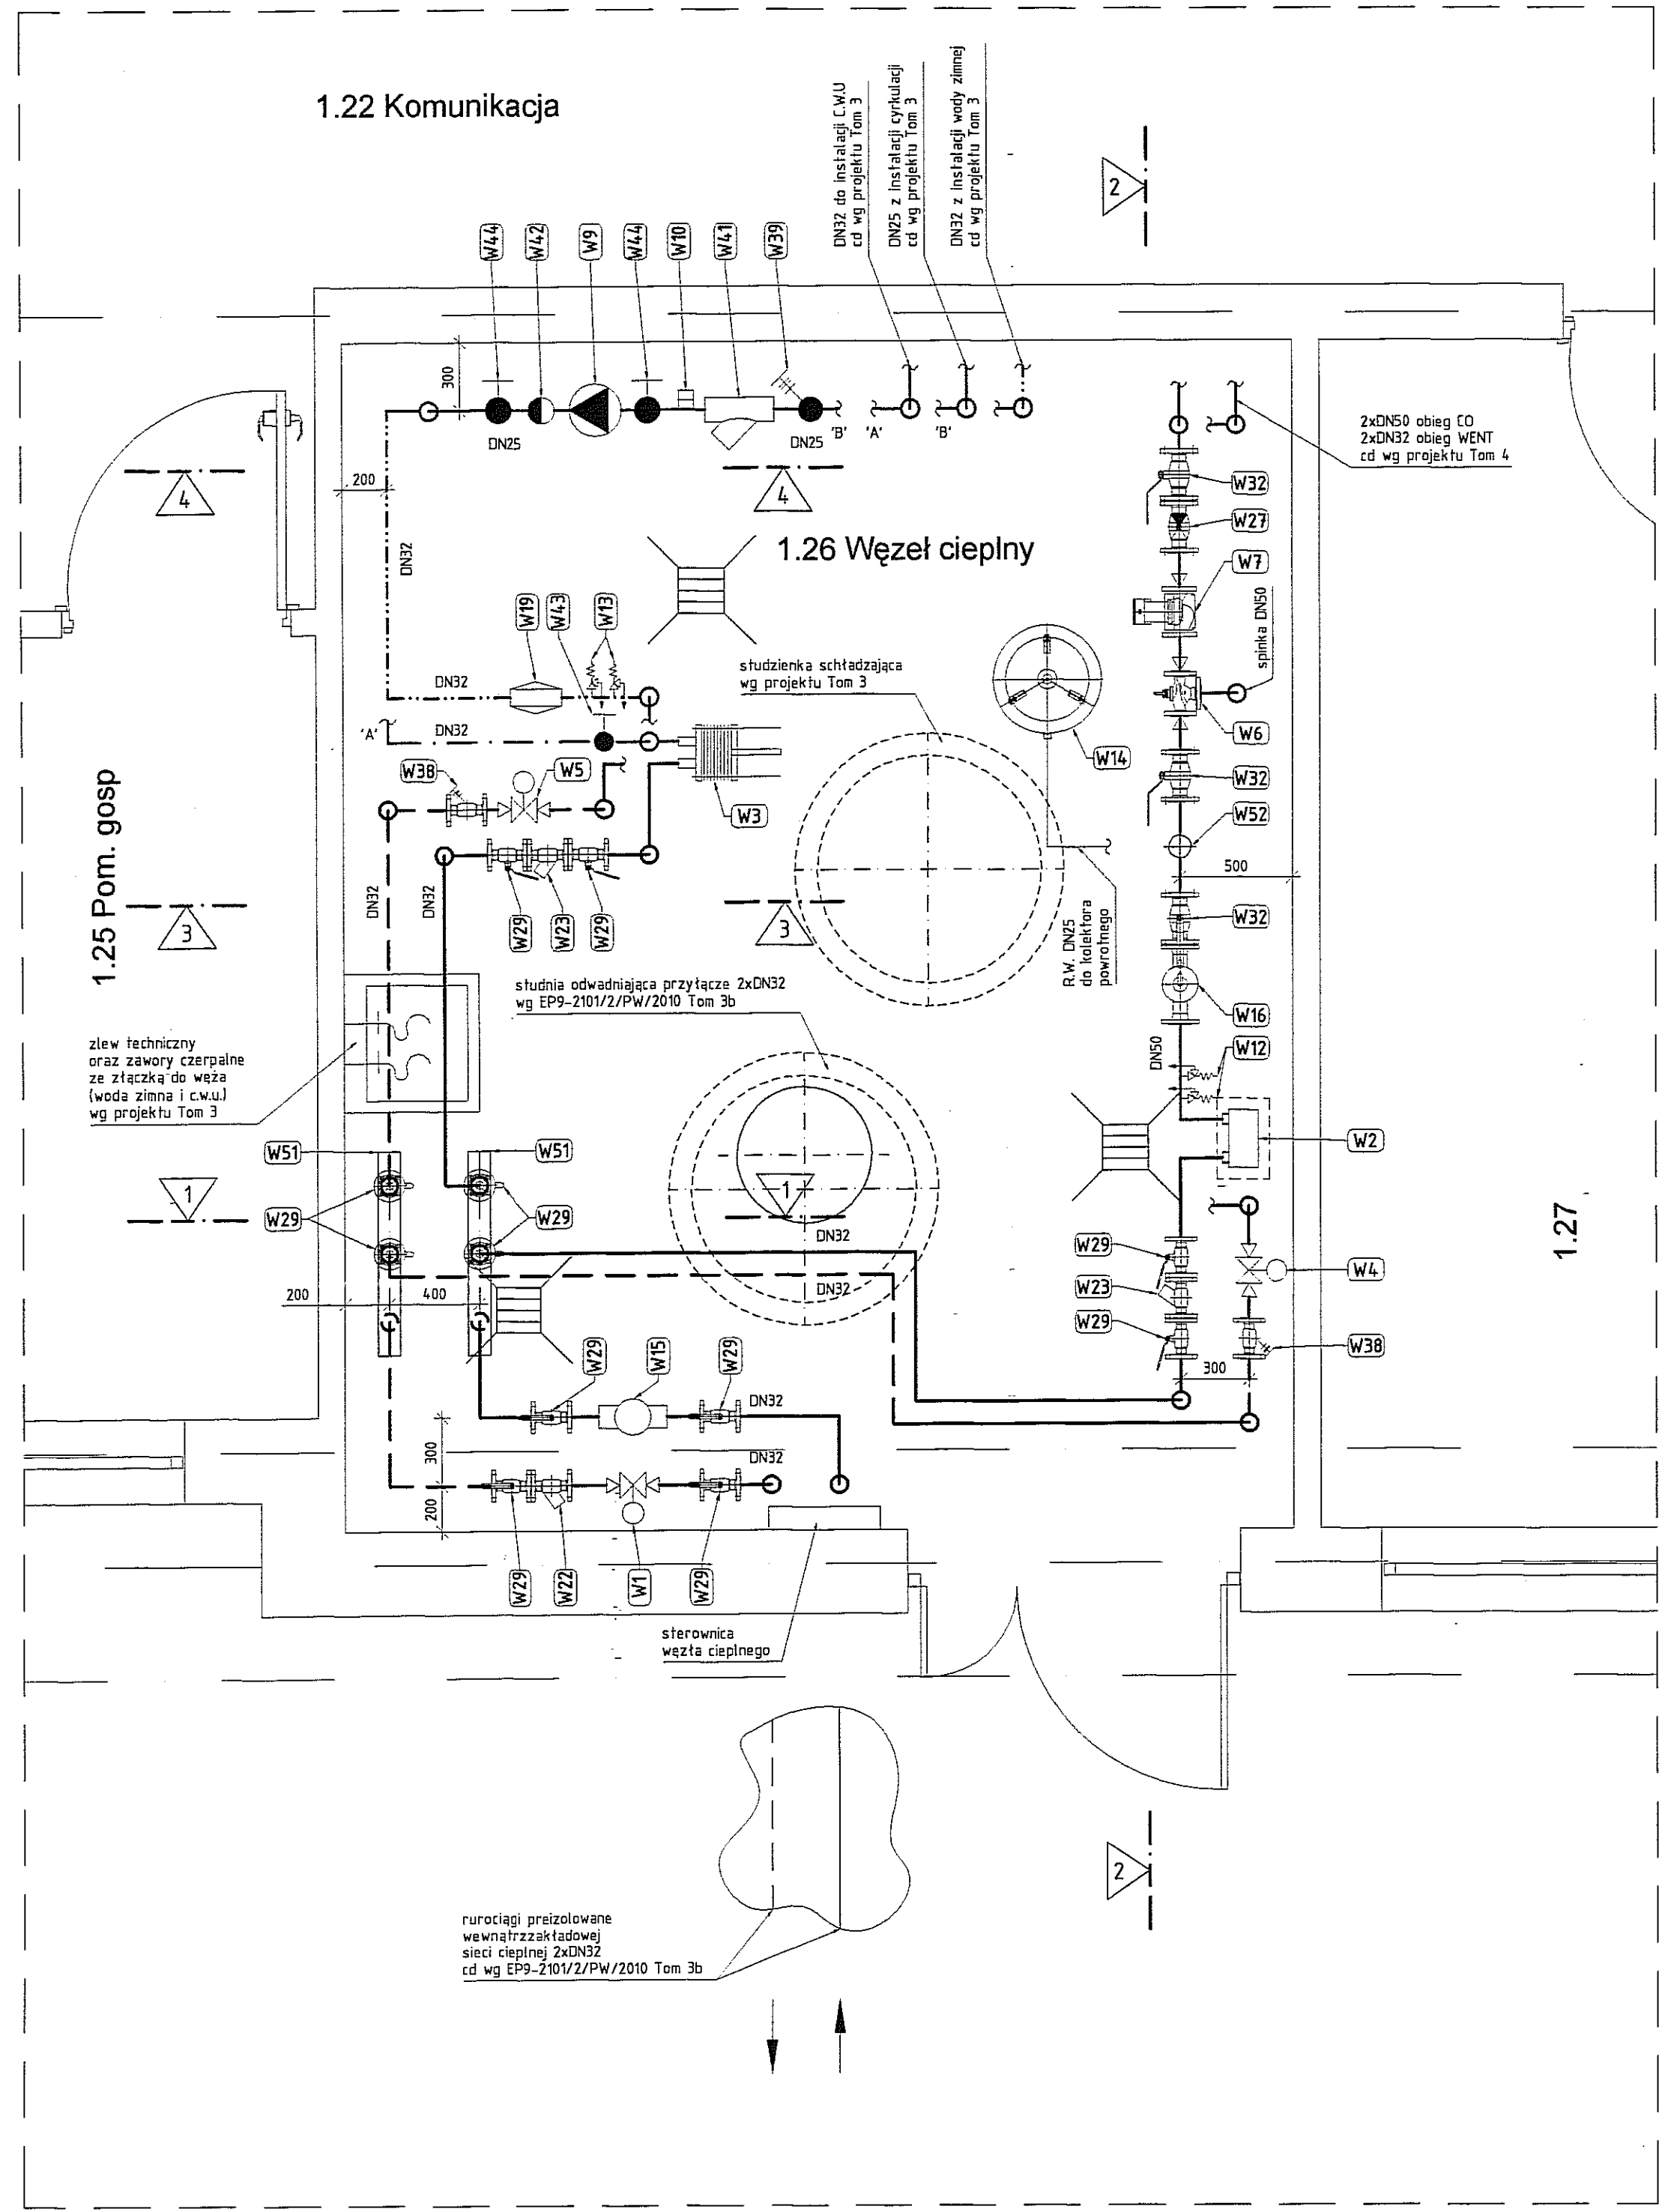 1.22 Komunikacja
DN32 do instalacji C.W.U
cd wg projektu Tom 3
DN25 z instalacji cyrkulacji
cd wg projektu Tom 3
DN32 z instalacji wody zimnej
cd wg projektu Tom 3
2
W44
W42
W9
W44
W10
W41
W39
300
DN25
DN25
'B'
'A'
'B'
2xDN50 obieg CO
2xDN32 obieg WENT
cd wg projektu Tom 4
4
200
4
W32
W27
DN32
1.26 Węzeł cieplny
W7
W19
W43
W13
spinka DN50
studzienka schładzająca
wg projektu Tom 3
DN32
'A'
DN32
W6
W14
W38
W5
W32
W3
W52
500
DN32
DN32
1.25 Pom. gosp
3
W29
W23
W29
3
R.W. DN25
do kolektora
powrotnego
W32
studnia odwadniająca przyłącze 2xDN32
wg EP9-2101/2/PW/2010 Tom 3b
W16
zlew techniczny
oraz zawory czerpalne
ze złączką do węża
(woda zimna i c.w.u.)
wg projektu Tom 3
DN50
W12
W2
W51
W51
1
1
W29
W29
DN32
1.27
W29
W4
DN32
W23
200
400
W29
W38
W29
W15
W29
300
DN32
300
DN32
200
W29
W22
W1
W29
sterownica
węzła cieplnego
2
rurociągi preizolowane
wewnątrzzakładowej
sieci cieplnej 2xDN32
cd wg EP9-2101/2/PW/2010 Tom 3b